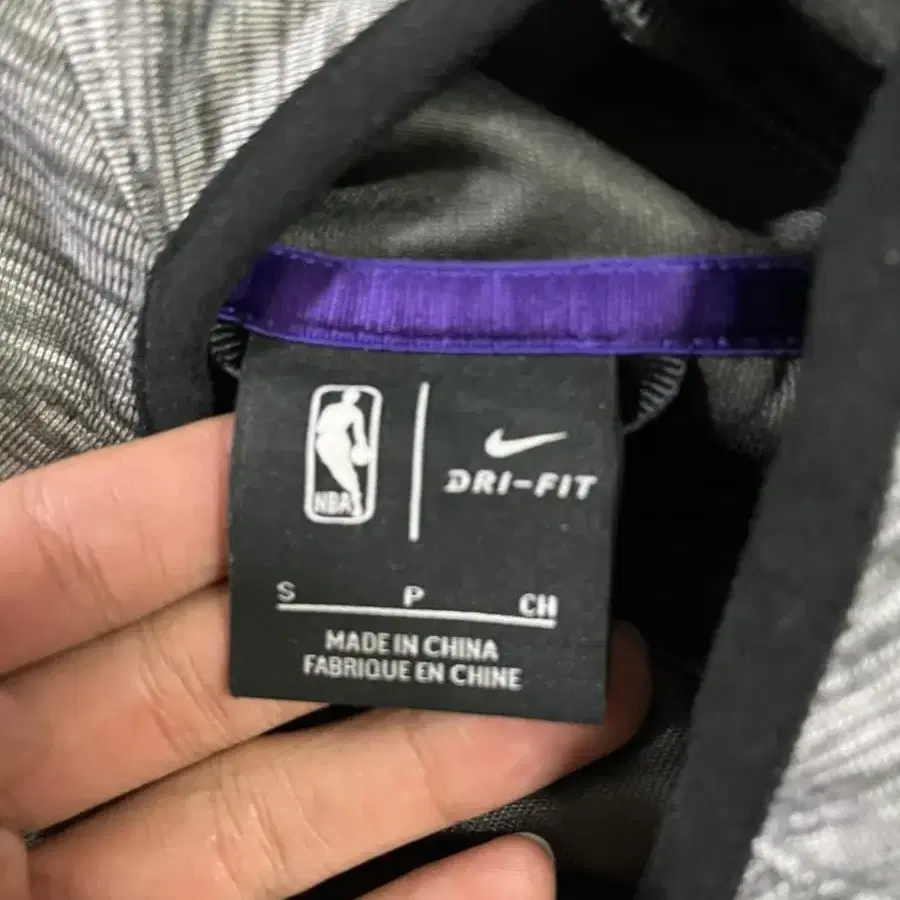 NBA
DRI-FIT
S P CH
MADE IN CHINA
FABRIQUE EN CHINE